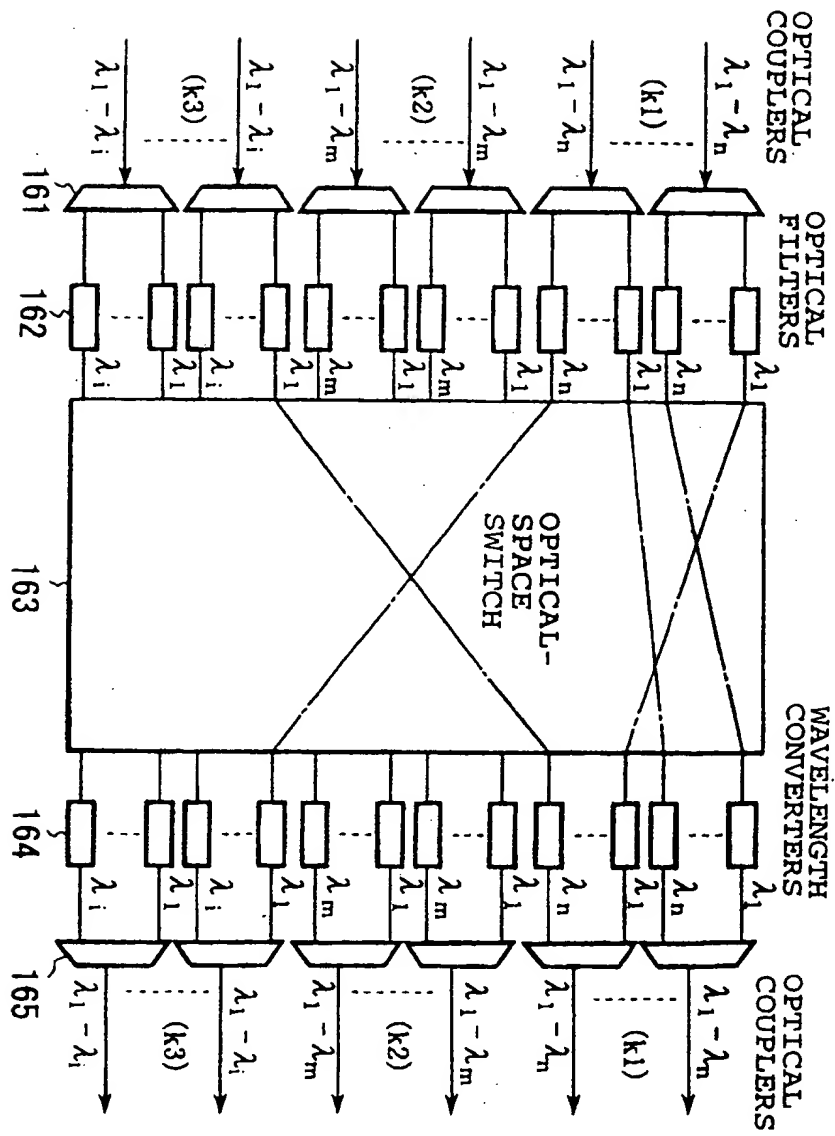 OPTICAL
COUPLERS
OPTICAL
FILTERS
WAVELENGTH
CONVERTERS
OPTICAL
COUPLERS
λ₁ – λₙ
(k1)
λ₁ – λₙ
λ₁ – λₘ
(k2)
λ₁ – λₘ
λ₁ – λᵢ
(k3)
λ₁ – λᵢ
161
λ₁
λₙ
λ₁
λₙ
λ₁
λₘ
λ₁
λₘ
λ₁
λᵢ
λ₁
λᵢ
162
OPTICAL-
SPACE
SWITCH
163
λ₁
λₙ
λ₁
λₙ
λ₁
λₘ
λ₁
λₘ
λ₁
λᵢ
λ₁
λᵢ
164
λ₁ – λₙ
(k1)
λ₁ – λₙ
λ₁ – λₘ
(k2)
λ₁ – λₘ
λ₁ – λᵢ
(k3)
λ₁ – λᵢ
165